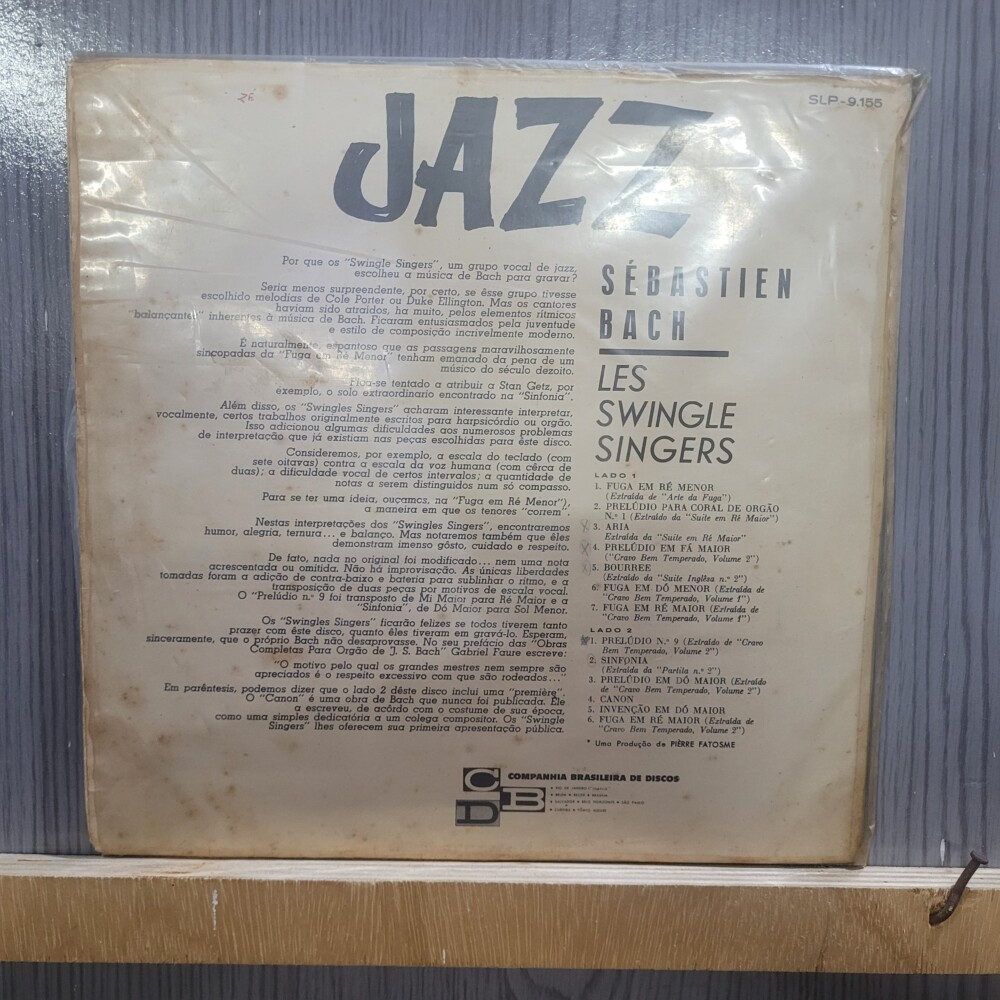 Zé
SLP-9.155
JAZZ
Por que os "Swingle Singers", um grupo vocal de jazz,
escolheu a música de Bach para gravar?
Seria menos surpreendente, por certo, se êsse grupo tivesse
escolhido melodias de Cole Porter ou Duke Ellington. Mas os cantores
haviam sido atraídos, ha muito, pelos elementos rítmicos
"balançantes" inherentes à música de Bach. Ficaram entusiasmados pela juventude
e estilo de composição incrivelmente moderno.
É naturalmente, espantoso que as passagens maravilhosamente
sincopadas da "Fuga em Ré Menor" tenham emanado da pena de um
músico do século dezoito.
Fica-se tentado a atribuir a Stan Getz, por
exemplo, o solo extraordinario encontrado na "Sinfonia".
Além disso, os "Swingles Singers" acharam interessante interpretar,
vocalmente, certos trabalhos originalmente escritos para harpsicórdio ou orgão.
Isso adicionou algumas dificuldades aos numerosos problemas
de interpretação que já existiam nas peças escolhidas para êste disco.
Consideremos, por exemplo, a escala do teclado (com
sete oitavas) contra a escala da voz humana (com cêrca de
duas); a dificuldade vocal de certos intervalos; a quantidade de
notas a serem distinguidos num só compasso.
Para se ter uma ideia, ouçamos, na "Fuga em Ré Menor"),
a maneira em que os tenores "correm".
Nestas interpretações dos "Swingles Singers", encontraremos
humor, alegria, ternura... e balanço. Mas notaremos também que êles
demonstram imenso gôsto, cuidado e respeito.
De fato, nada no original foi modificado... nem uma nota
acrescentada ou omitida. Não há improvisação. As únicas liberdades
tomadas foram a adição de contra-baixo e bateria para sublinhar o ritmo, e a
transposição de duas peças por motivos de escala vocal.
O "Prelúdio n.º 9 foi transposto de Mi Maior para Ré Maior e a
"Sinfonia", de Dó Maior para Sol Menor.
Os "Swingles Singers" ficarão felizes se todos tiverem tanto
prazer com êste disco, quanto êles tiveram em gravá-lo. Esperam,
sinceramente, que o próprio Bach não desaprovasse. No seu prefácio das "Obras
Completas Para Orgão de J. S. Bach" Gabriel Faure escreve:
"O motivo pelo qual os grandes mestres nem sempre são
apreciados é o respeito excessivo com que são rodeados..."
Em parêntesis, podemos dizer que o lado 2 dêste disco inclui uma "première".
O "Canon" é uma obra de Bach que nunca foi publicada. Êle
a escreveu, de acôrdo com o costume de sua época,
como uma simples dedicatória a um colega compositor. Os "Swingle
Singers" lhes oferecem sua primeira apresentação pública.
SÉBASTIEN
BACH
LES
SWINGLE
SINGERS
LADO 1
1. FUGA EM RÉ MENOR
(Extraída de "Arte da Fuga")
2. PRELÚDIO PARA CORAL DE ORGÃO
N.º 1 (Extraído da "Suite em Ré Maior")
3. ARIA
Extraída da "Suite em Ré Maior"
4. PRELÚDIO EM FÁ MAIOR
("Cravo Bem Temperado, Volume 2")
5. BOURREE
(Extraída da "Suite Inglêsa n.º 2")
6. FUGA EM DÓ MENOR (Extraída de
"Cravo Bem Temperado, Volume 1")
7. FUGA EM RÉ MAIOR (Extraída de
"Cravo Bem Temperado, Volume 1")
LADO 2
1. PRELÚDIO N.º 9 (Extraído de "Cravo
Bem Temperado, Volume 2")
2. SINFONIA
(Extraída da "Partita n.º 2")
3. PRELÚDIO EM DÓ MAIOR (Extraído
de "Cravo Bem Temperado, Volume 2")
4. CANON
5. INVENÇÃO EM DÓ MAIOR
6. FUGA EM RÉ MAIOR (Extraída de
"Cravo Bem Temperado, Volume 2")
* Uma Produção de PIÈRRE FATOSME
CBD
COMPANHIA BRASILEIRA DE DISCOS